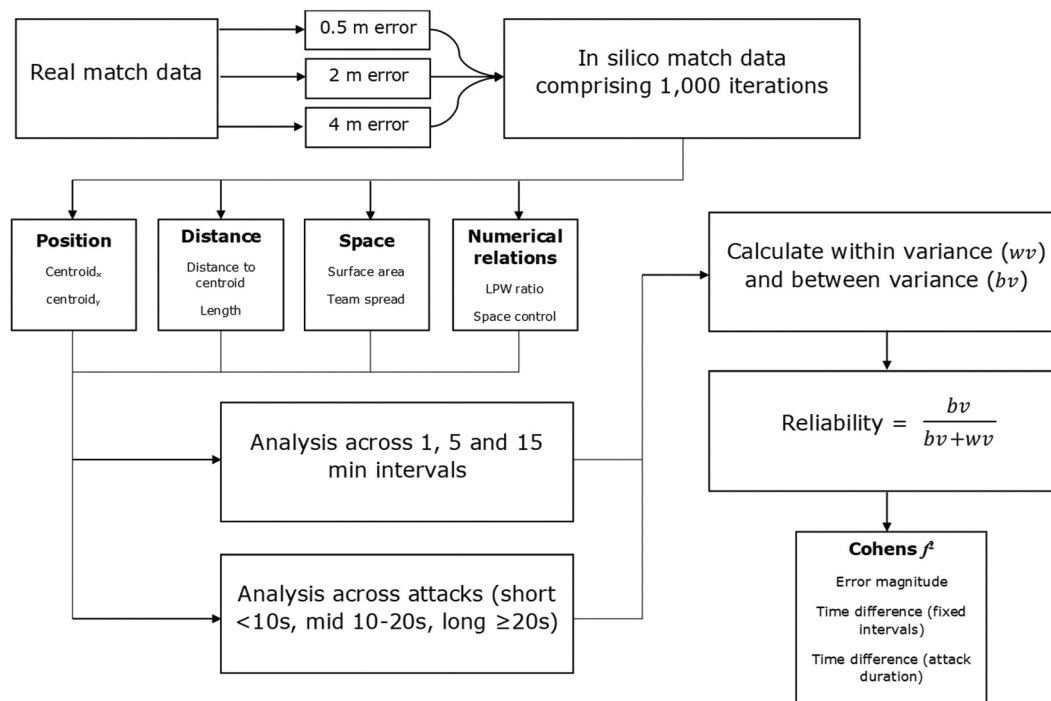 Real match data
0.5 m error
2 m error
4 m error
In silico match data
comprising 1,000 iterations
Position
Centroidₓ
centroidᵧ
Distance
Distance to
centroid
Length
Space
Surface area
Team spread
Numerical
relations
LPW ratio
Space control
Calculate within variance (wv)
and between variance (bv)
Analysis across 1, 5 and 15
min intervals
Analysis across attacks (short
<10s, mid 10-20s, long ≥20s)
Reliability = bv / bv+wv
Cohens f²
Error magnitude
Time difference (fixed
intervals)
Time difference (attack
duration)